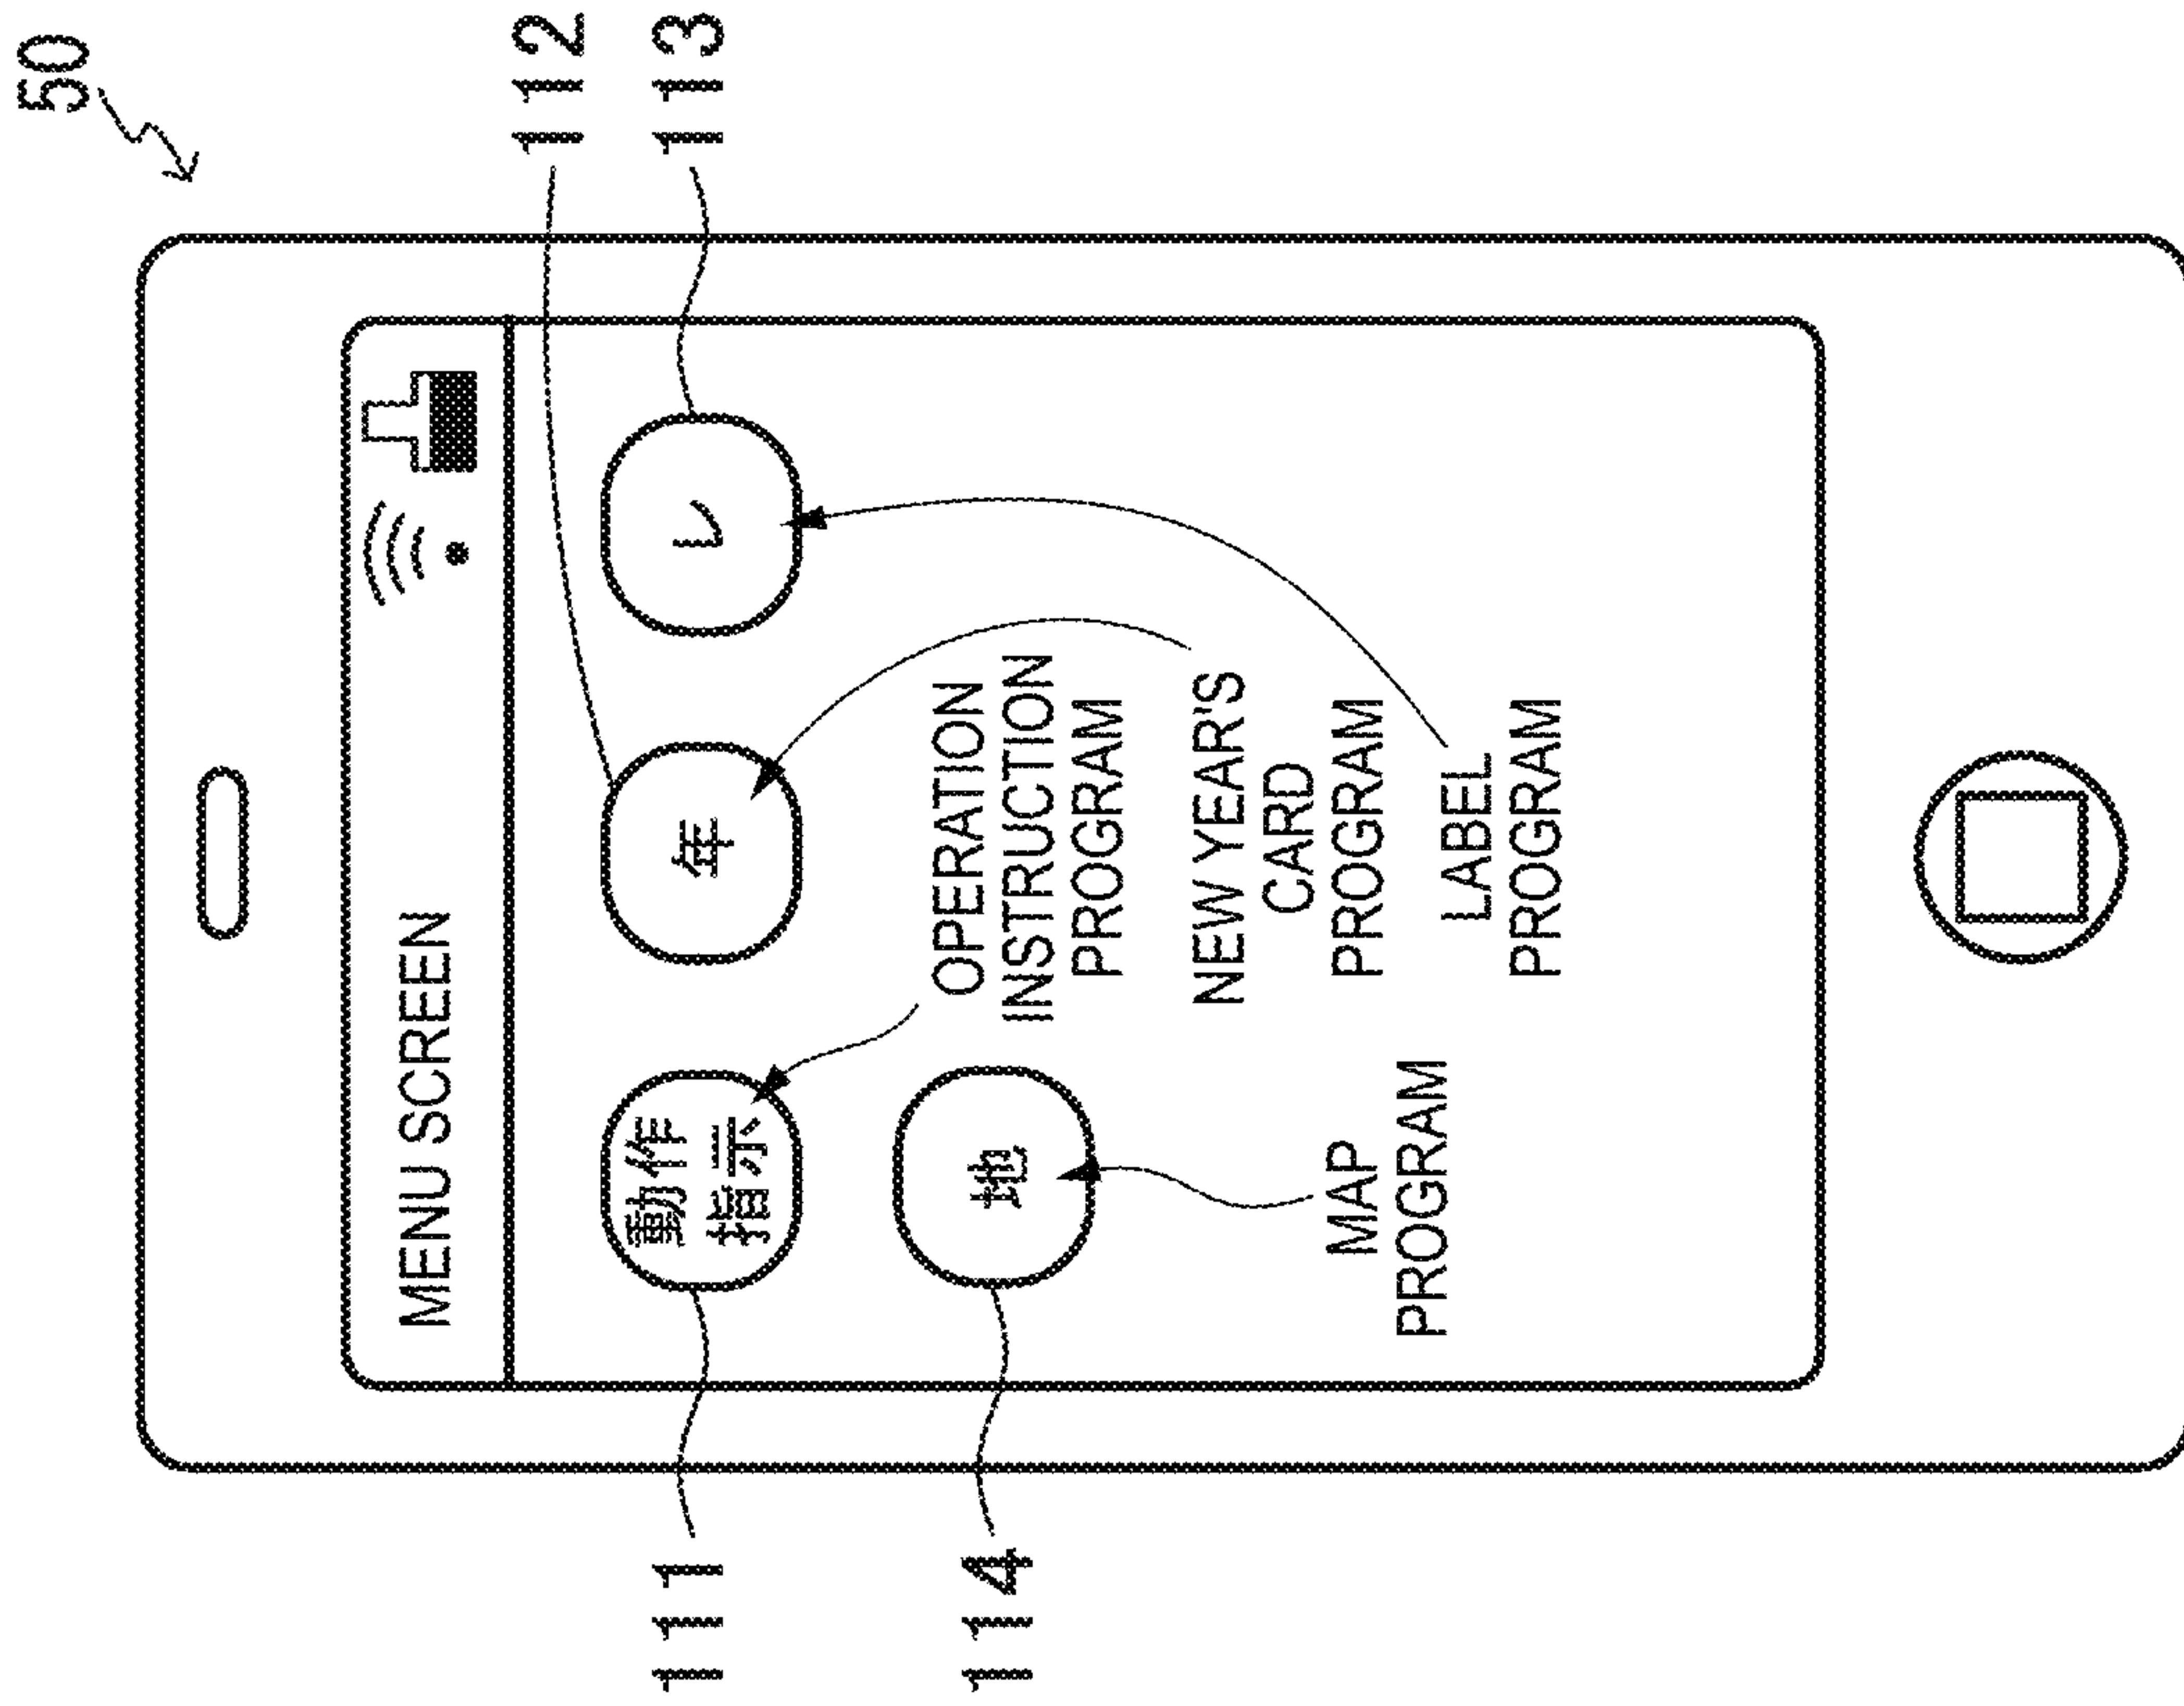 50
MENU SCREEN
112
111
動作
指示
年
レ
113
114
地
OPERATION
INSTRUCTION
PROGRAM
NEW YEAR'S
CARD
PROGRAM
MAP
PROGRAM
LABEL
PROGRAM